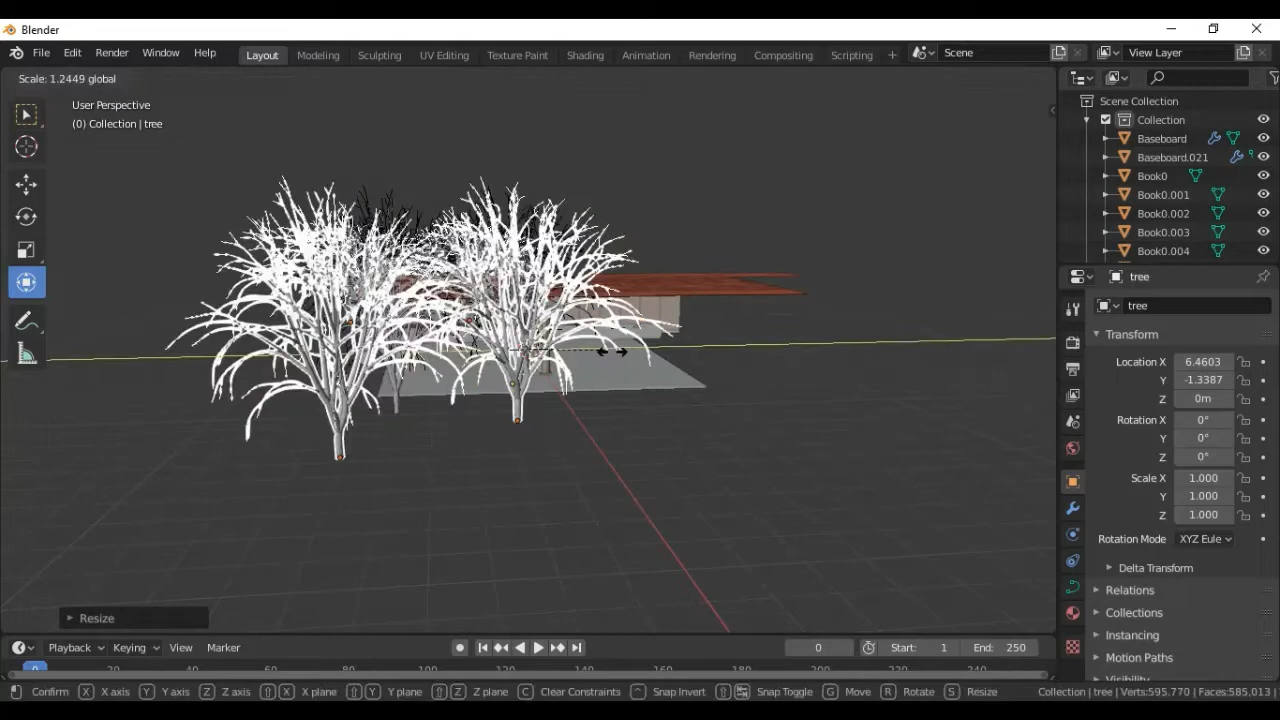 Blender
File Edit Render Window Help
Layout Modeling Sculpting UV Editing Texture Paint Shading Animation Rendering Compositing Scripting
Scene
View Layer
Scale: 1.2449 global
User Perspective
(0) Collection | tree
Scene Collection
Collection
Baseboard
Baseboard.021
Book0
Book0.001
Book0.002
Book0.003
Book0.004
tree
tree
Transform
Location X 6.4603
Y -1.3387
Z 0m
Rotation X 0°
Y 0°
Z 0°
Scale X 1.000
Y 1.000
Z 1.000
Rotation Mode XYZ Eule
Delta Transform
Relations
Collections
Instancing
Motion Paths
Visibility
Resize
Playback Keying View Marker
0
Start: 1
End: 250
0 20 40 60 80 100 120 140 160 180 200 220 240
Confirm X X axis Y Y axis Z Z axis X X plane Y Y plane Z Z plane C Clear Constraints ^ Snap Invert Snap Toggle G Move R Rotate S Resize
Collection | tree | Verts:595,770 | Faces:585,013 |